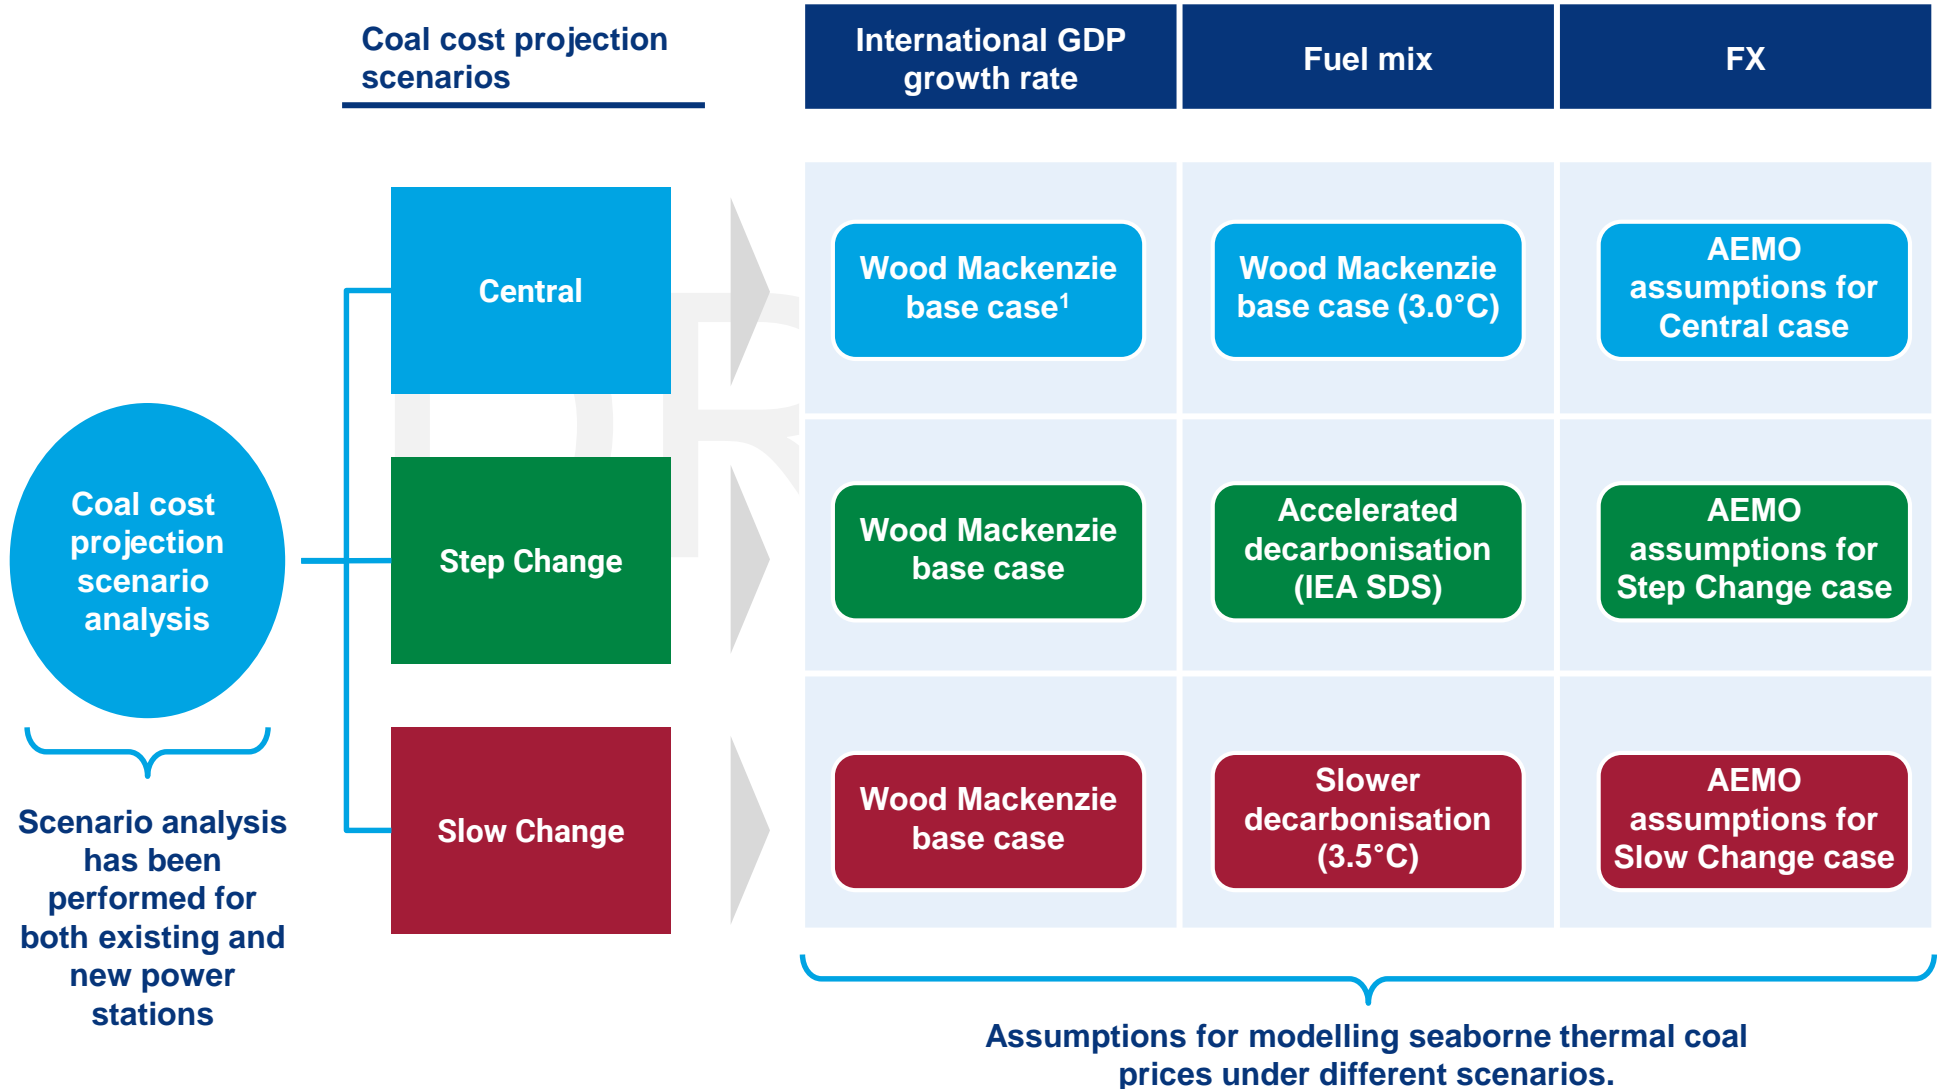 Coal cost projection
scenarios
International GDP
growth rate
Fuel mix
FX
Central
Wood Mackenzie
base case¹
Wood Mackenzie
base case (3.0°C)
AEMO
assumptions for
Central case
Coal cost
projection
scenario
analysis
Step Change
Wood Mackenzie
base case
Accelerated
decarbonisation
(IEA SDS)
AEMO
assumptions for
Step Change case
Slow Change
Wood Mackenzie
base case
Slower
decarbonisation
(3.5°C)
AEMO
assumptions for
Slow Change case
Scenario analysis
has been
performed for
both existing and
new power
stations
Assumptions for modelling seaborne thermal coal
prices under different scenarios.